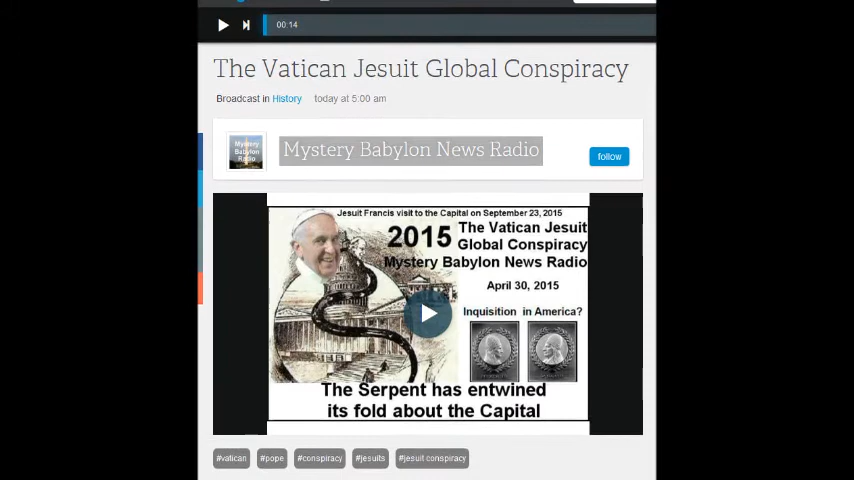 00:14
The Vatican Jesuit Global Conspiracy
Broadcast in History today at 5:00 am
Mystery Babylon Radio
Mystery Babylon News Radio
follow
Jesuit Francis visit to the Capital on September 23, 2015
2015
The Vatican Jesuit
Global Conspiracy
Mystery Babylon News Radio
April 30, 2015
Inquisition in America?
The Serpent has entwined
its fold about the Capital
#vatican #pope #conspiracy #jesuits #jesuit conspiracy